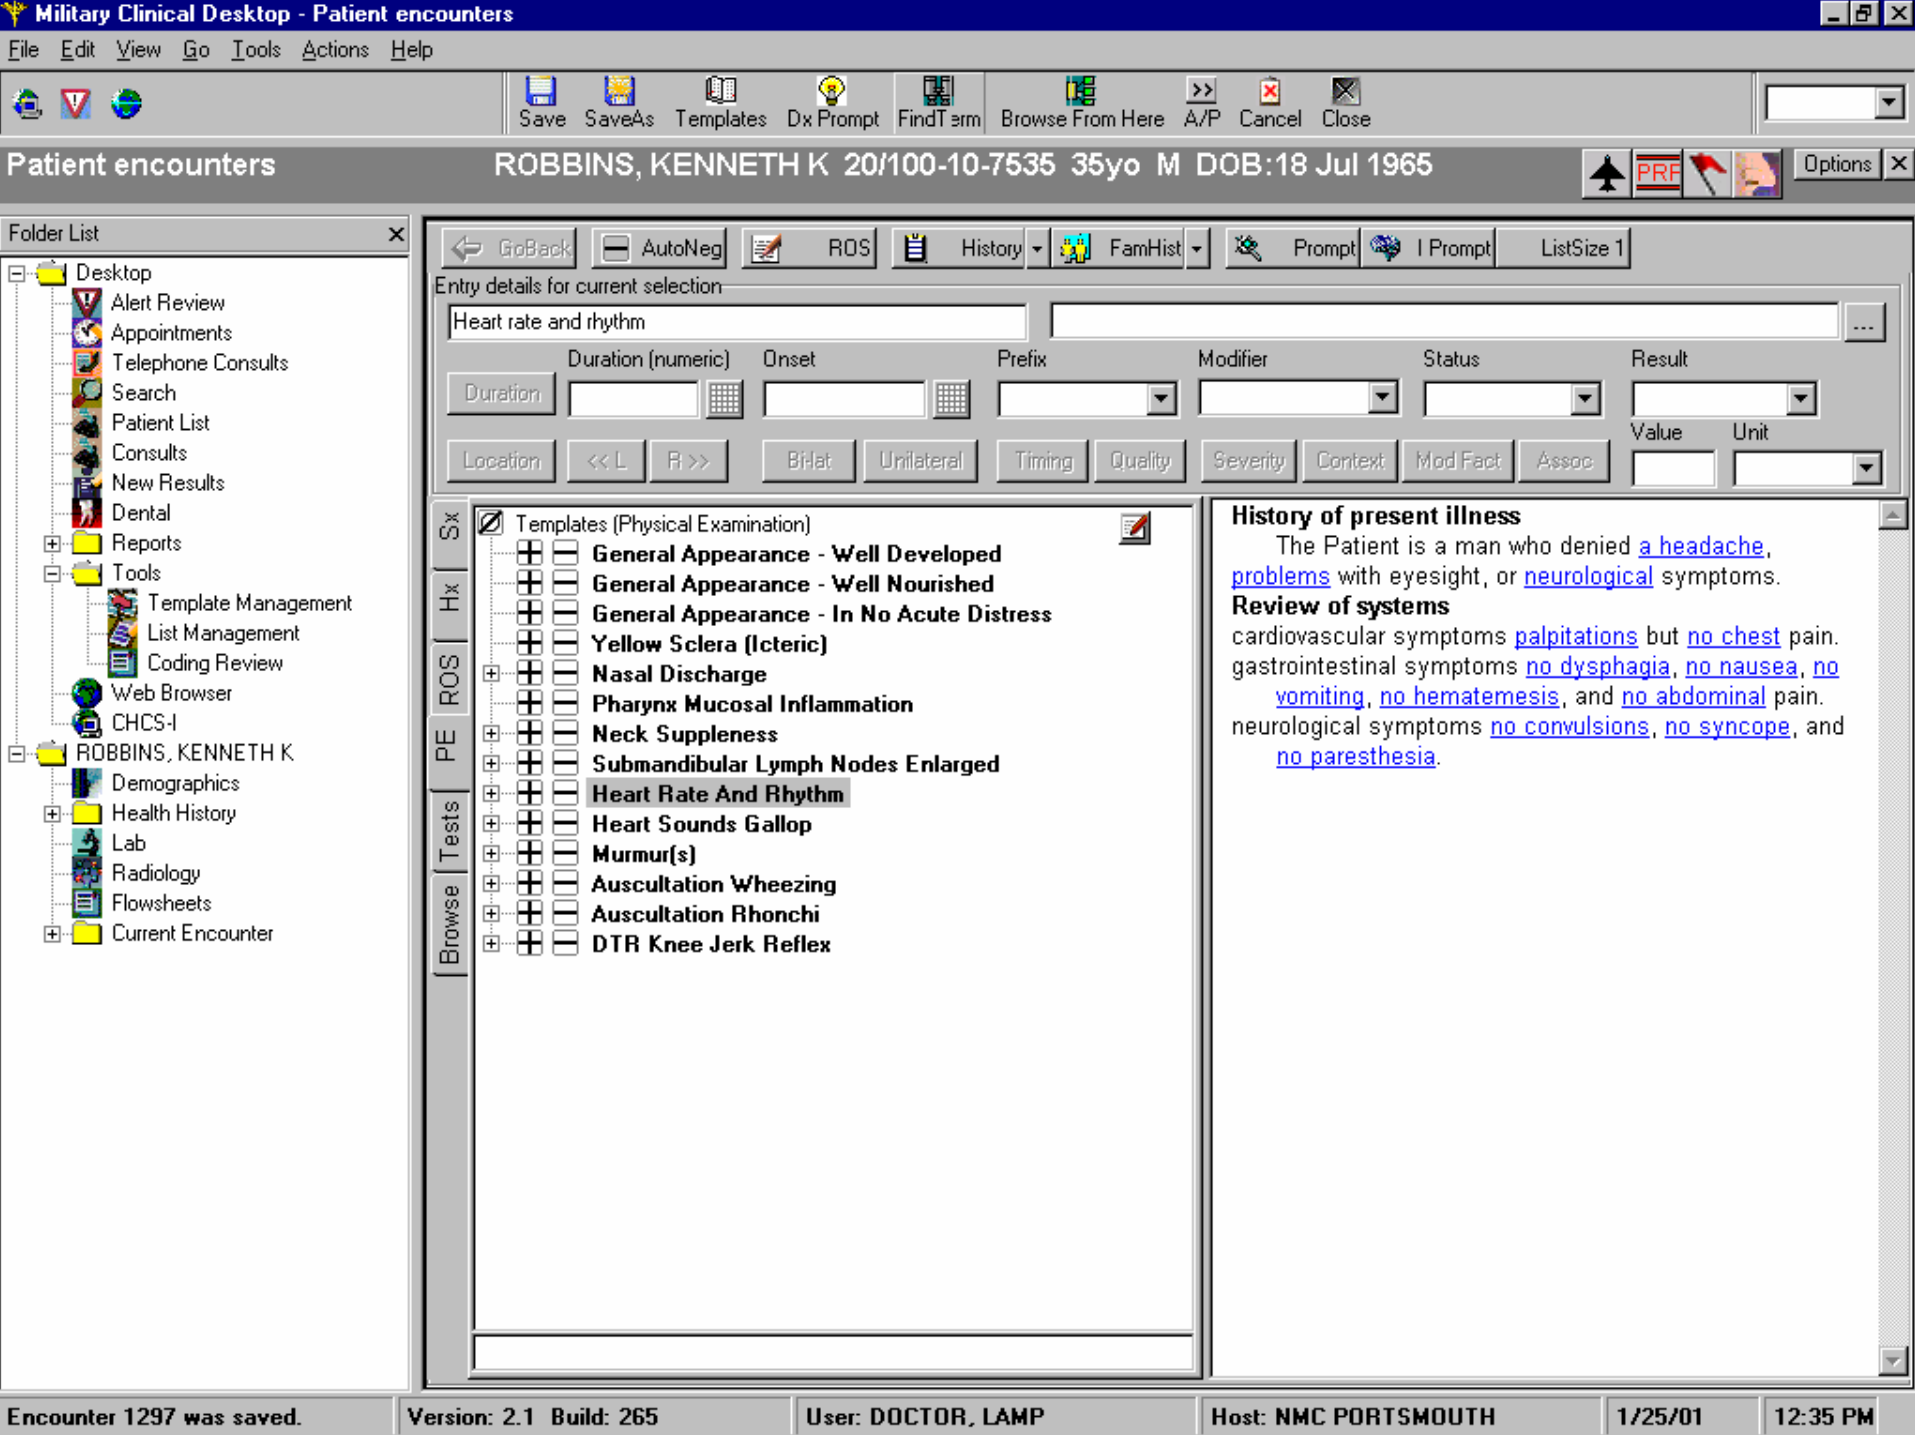 Military Clinical Desktop - Patient encounters
File Edit View Go Tools Actions Help
Save SaveAs Templates Dx Prompt FindTerm Browse From Here A/P Cancel Close
Patient encounters ROBBINS, KENNETH K 20/100-10-7535 35yo M DOB:18 Jul 1965 PRP Options
Folder List
Desktop
Alert Review
Appointments
Telephone Consults
Search
Patient List
Consults
New Results
Dental
Reports
Tools
Template Management
List Management
Coding Review
Web Browser
CHCS-I
ROBBINS, KENNETH K
Demographics
Health History
Lab
Radiology
Flowsheets
Current Encounter
GoBack AutoNeg ROS History FamHist Prompt I Prompt ListSize 1
Entry details for current selection
Heart rate and rhythm ...
Duration (numeric) Onset Prefix Modifier Status Result
Duration
Value Unit
Location << L R >> Bi-lat Unilateral Timing Quality Severity Context Mod Fact Assoc
Sx
Hx
ROS
PE
Tests
Browse
Templates (Physical Examination)
General Appearance - Well Developed
General Appearance - Well Nourished
General Appearance - In No Acute Distress
Yellow Sclera (Icteric)
Nasal Discharge
Pharynx Mucosal Inflammation
Neck Suppleness
Submandibular Lymph Nodes Enlarged
Heart Rate And Rhythm
Heart Sounds Gallop
Murmur(s)
Auscultation Wheezing
Auscultation Rhonchi
DTR Knee Jerk Reflex
History of present illness
The Patient is a man who denied a headache,
problems with eyesight, or neurological symptoms.
Review of systems
cardiovascular symptoms palpitations but no chest pain.
gastrointestinal symptoms no dysphagia, no nausea, no
vomiting, no hematemesis, and no abdominal pain.
neurological symptoms no convulsions, no syncope, and
no paresthesia.
Encounter 1297 was saved. Version: 2.1 Build: 265 User: DOCTOR, LAMP Host: NMC PORTSMOUTH 1/25/01 12:35 PM